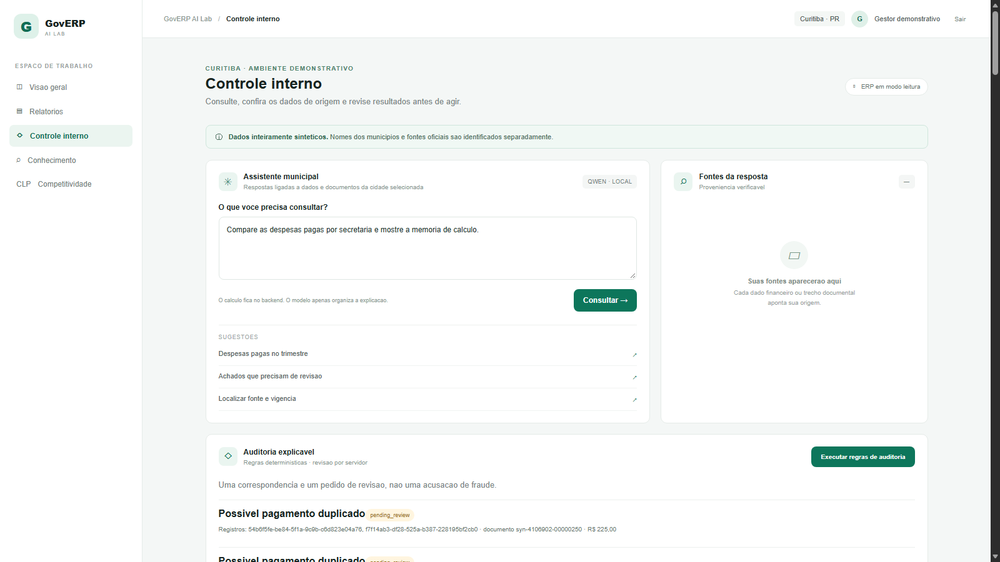 G
GovERP
AI LAB
ESPACO DE TRABALHO
Visao geral
Relatorios
Controle interno
Conhecimento
CLP Competitividade
GovERP AI Lab / Controle interno
Curitiba · PR
G
Gestor demonstrativo
Sair
CURITIBA · AMBIENTE DEMONSTRATIVO
Controle interno
Consulte, confira os dados de origem e revise resultados antes de agir.
ERP em modo leitura
Dados inteiramente sinteticos. Nomes dos municipios e fontes oficiais sao identificados separadamente.
Assistente municipal
Respostas ligadas a dados e documentos da cidade selecionada
QWEN · LOCAL
O que voce precisa consultar?
Compare as despesas pagas por secretaria e mostre a memoria de calculo.
O calculo fica no backend. O modelo apenas organiza a explicacao.
Consultar →
SUGESTOES
Despesas pagas no trimestre ↗
Achados que precisam de revisao ↗
Localizar fonte e vigencia ↗
Fontes da resposta
Proveniencia verificavel
—
Suas fontes aparecerao aqui
Cada dado financeiro ou trecho documental
aponta sua origem.
Auditoria explicavel
Regras deterministicas · revisao por servidor
Executar regras de auditoria
Uma correspondencia e um pedido de revisao, nao uma acusacao de fraude.
Possivel pagamento duplicado pending_review
Registros: 54b6f5fe-be84-5f1a-9c9b-c6d823e04a76, f7f14ab3-df28-525a-b387-228195bf2cb0 · documento syn-4106902-00000250 · R$ 225,00
Possivel pagamento duplicado pending_review